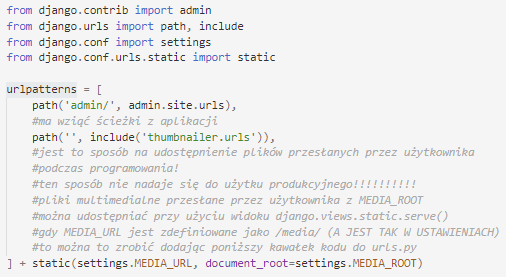 from django.contrib import admin
from django.urls import path, include
from django.conf import settings
from django.conf.urls.static import static

urlpatterns = [
    path('admin/', admin.site.urls),
    #ma wziąć ścieżki z aplikacji
    path('', include('thumbnailer.urls')),
    #jest to sposób na udostępnienie plików przesłanych przez użytkownika
    #podczas programowania!
    #ten sposób nie nadaje się do użytku produkcyjnego!!!!!!!!!!
    #pliki multimedialne przesłane przez użytkownika z MEDIA_ROOT
    #można udostępniać przy użyciu widoku django.views.static.serve()
    #gdy MEDIA_URL jest zdefiniowane jako /media/ (A JEST TAK W USTAWIENIACH)
    #to można to zrobić dodając poniższy kawałek kodu do urls.py
] + static(settings.MEDIA_URL, document_root=settings.MEDIA_ROOT)